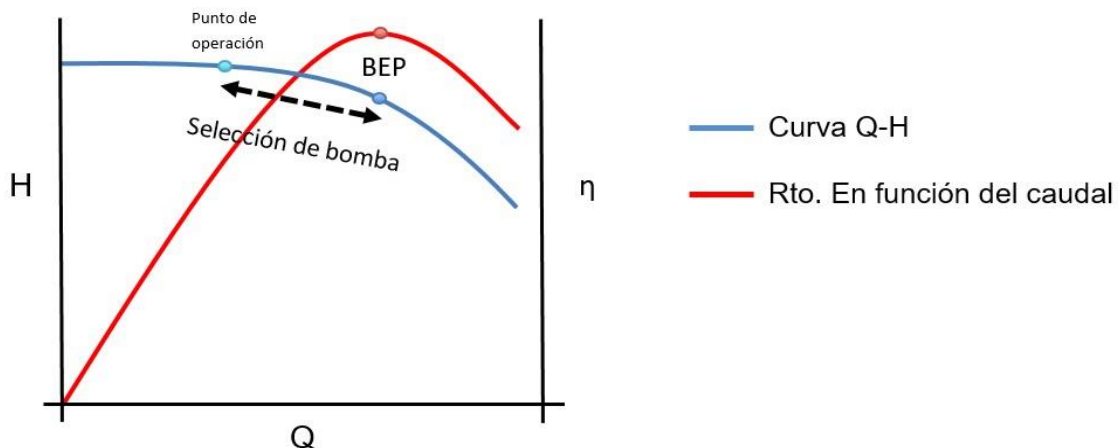 Punto de
operación
BEP
Selección de bomba
H
η
Q
Curva Q-H
Rto. En función del caudal